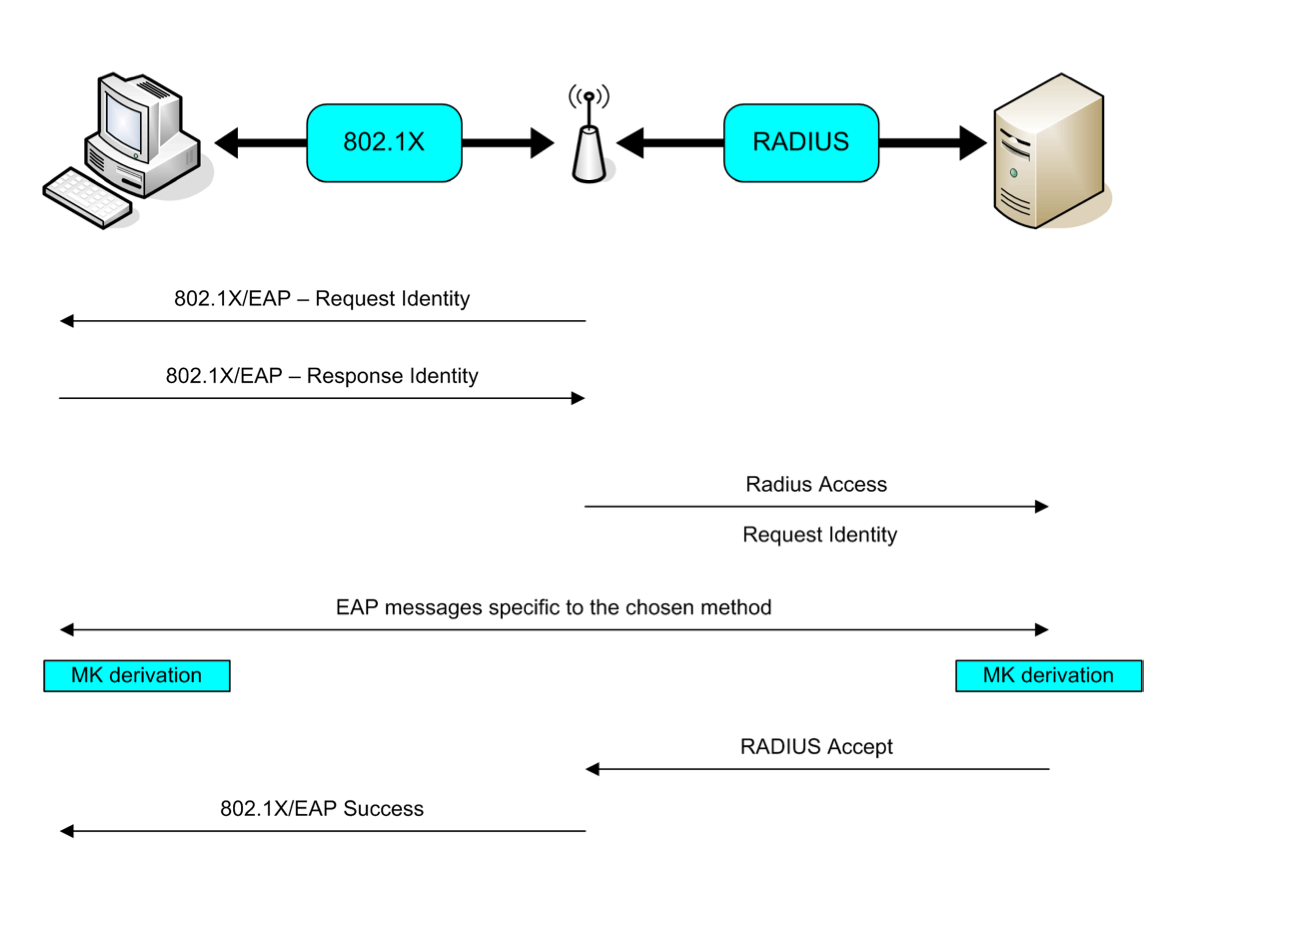 802.1X
RADIUS
802.1X/EAP – Request Identity
802.1X/EAP – Response Identity
Radius Access
Request Identity
EAP messages specific to the chosen method
MK derivation
MK derivation
RADIUS Accept
802.1X/EAP Success